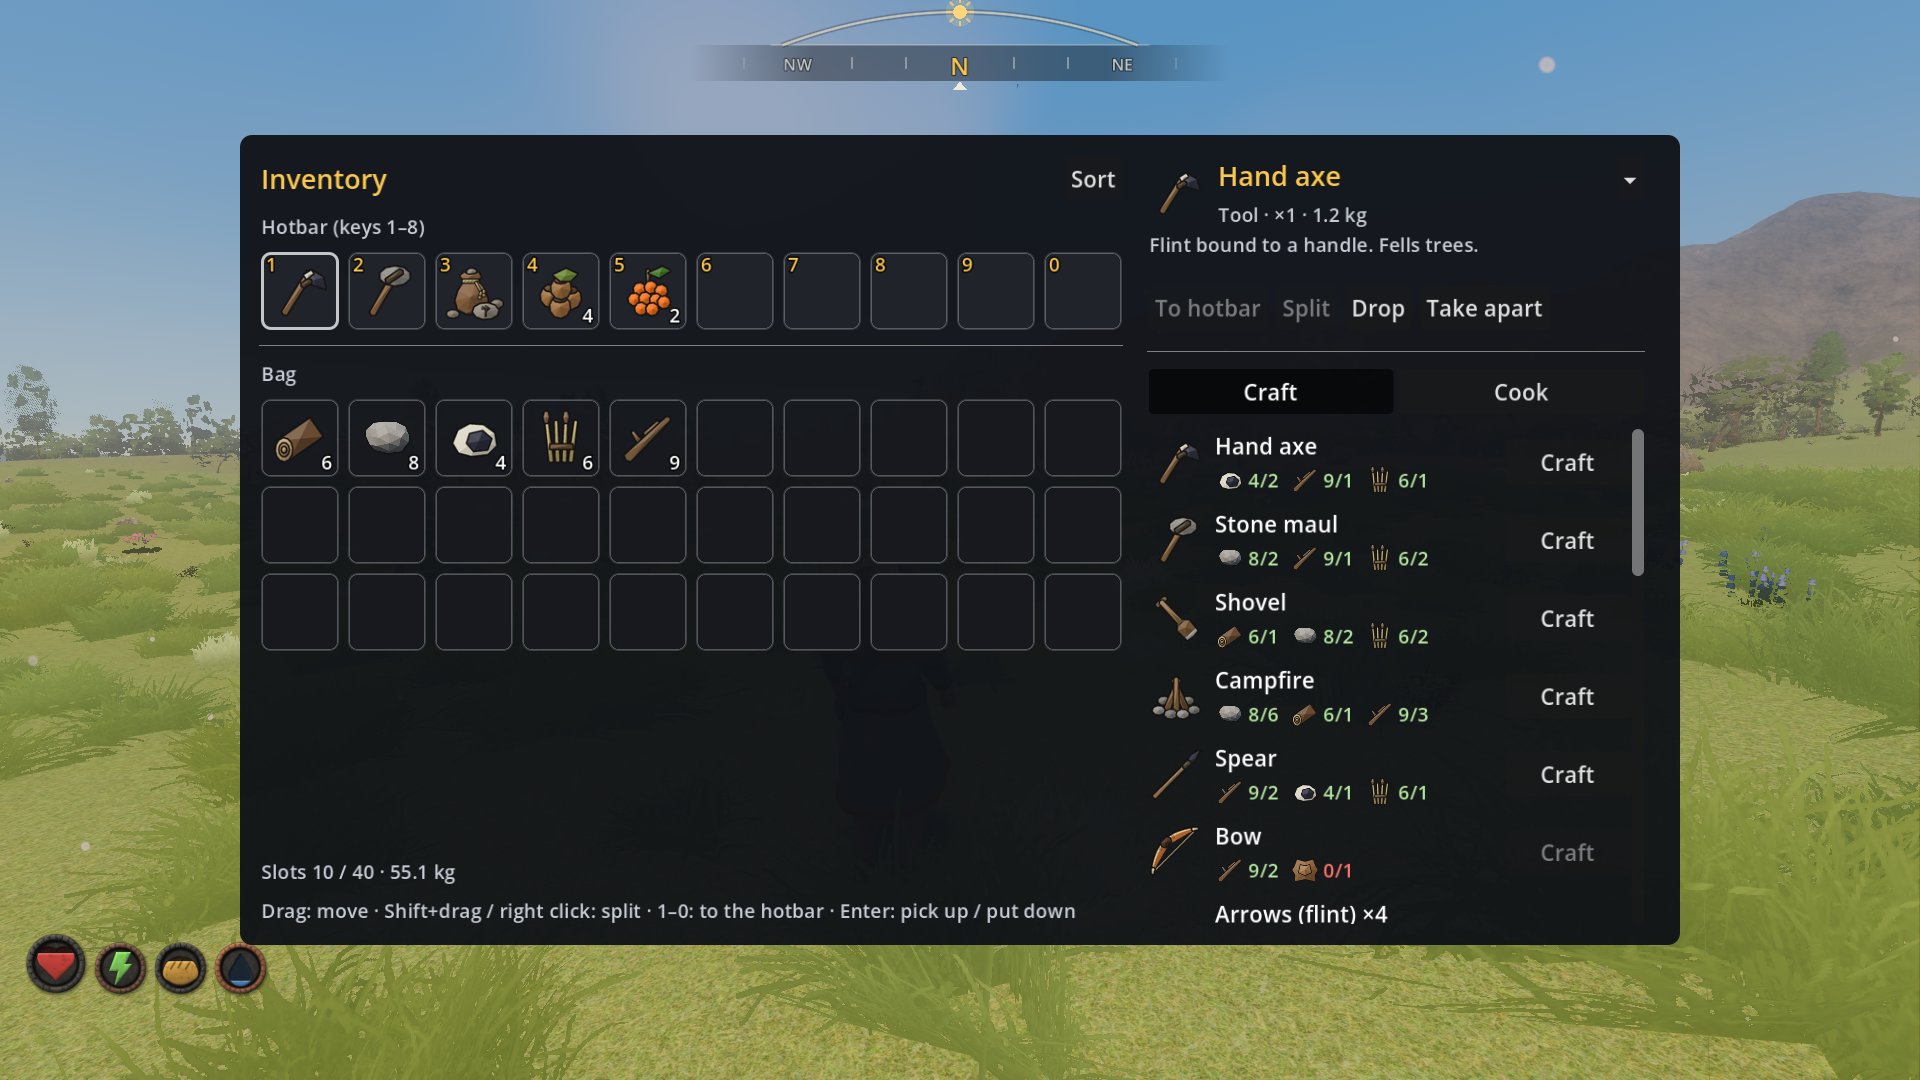 NW N NE
Inventory
Sort
Hotbar (keys 1–8)
1 2 3 4 5 6 7 8 9 0
4 2
Bag
6 8 4 6 9
Slots 10 / 40 · 55.1 kg
Drag: move · Shift+drag / right click: split · 1–0: to the hotbar · Enter: pick up / put down
Hand axe
Tool · ×1 · 1.2 kg
Flint bound to a handle. Fells trees.
To hotbar Split Drop Take apart
Craft Cook
Hand axe
4/2 9/1 6/1
Craft
Stone maul
8/2 9/1 6/2
Craft
Shovel
6/1 8/2 6/2
Craft
Campfire
8/6 6/1 9/3
Craft
Spear
9/2 4/1 6/1
Craft
Bow
9/2 0/1
Craft
Arrows (flint) ×4